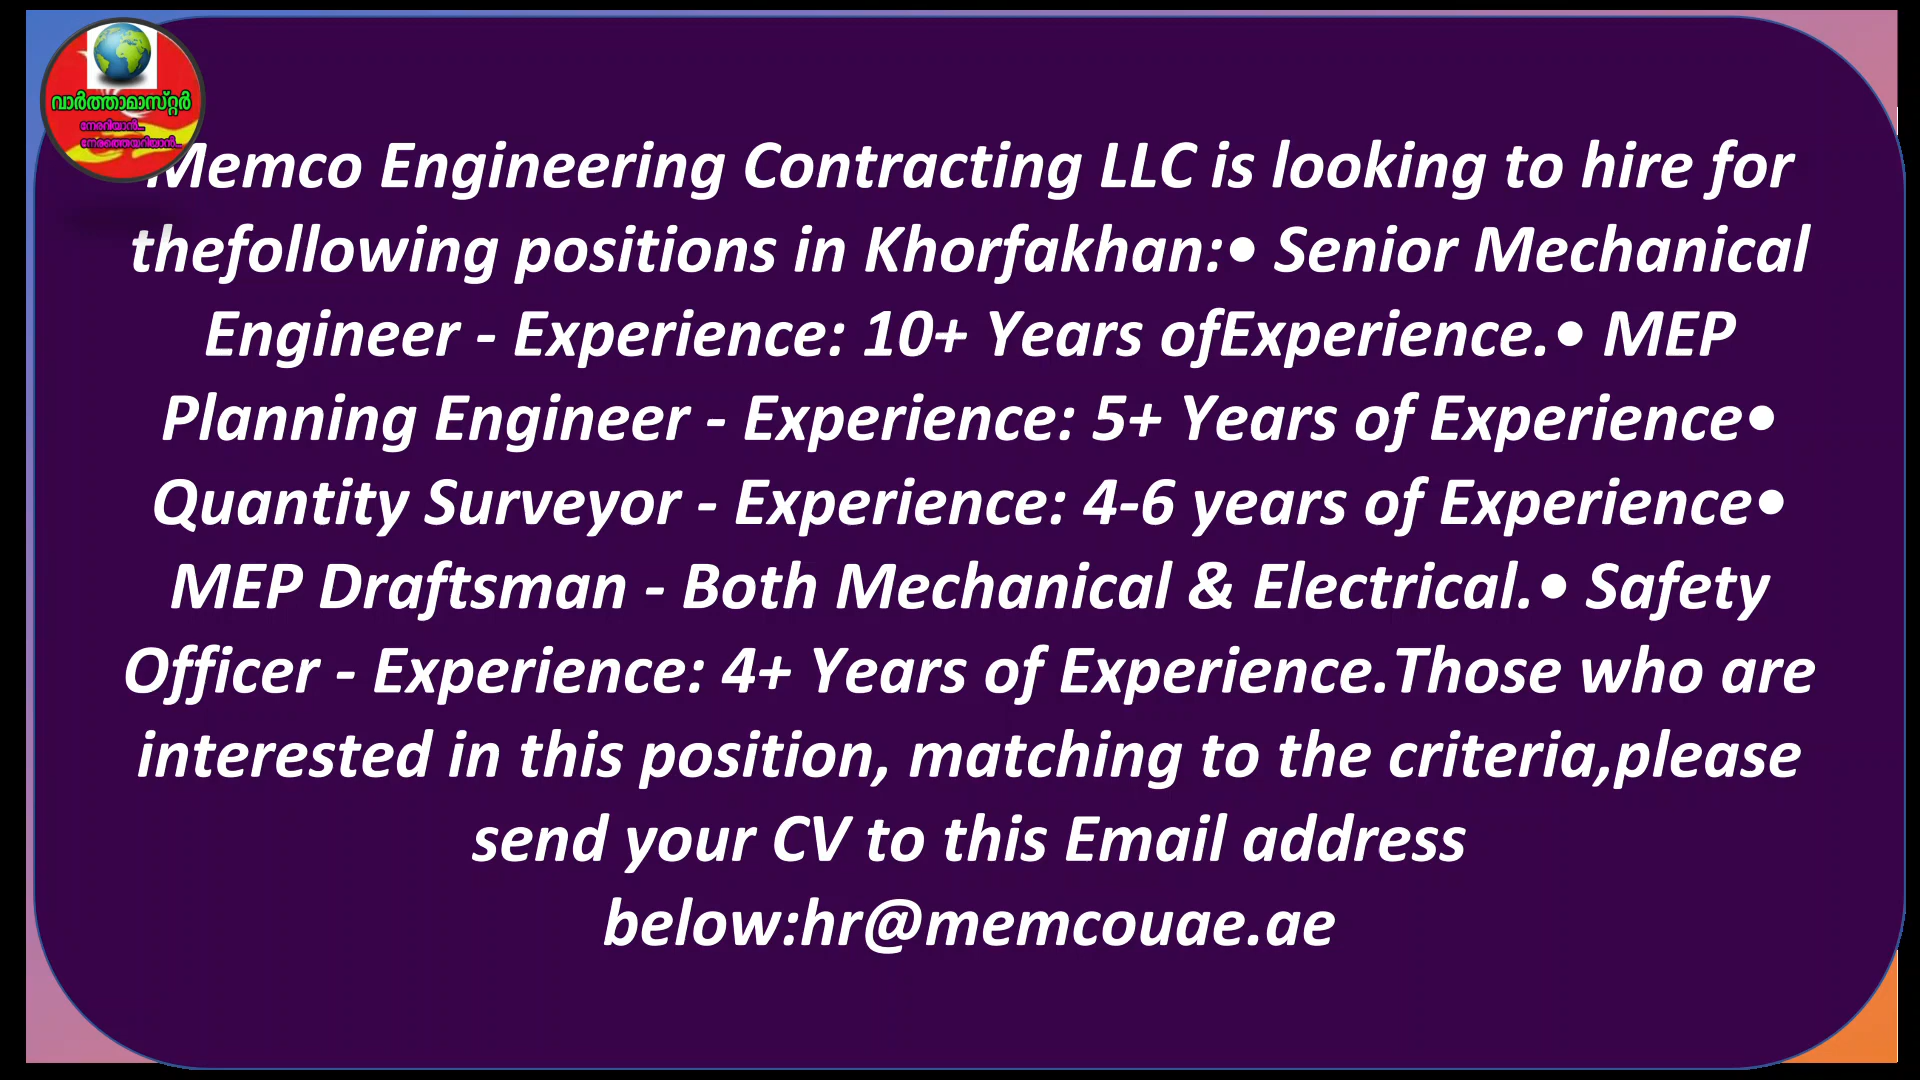 വാർത്താമാസ്റ്റർ
നേരറിയാൻ...
നേരത്തെയറിയാൻ...
Memco Engineering Contracting LLC is looking to hire for
thefollowing positions in Khorfakhan:• Senior Mechanical
Engineer - Experience: 10+ Years ofExperience.• MEP
Planning Engineer - Experience: 5+ Years of Experience•
Quantity Surveyor - Experience: 4-6 years of Experience•
MEP Draftsman - Both Mechanical & Electrical.• Safety
Officer - Experience: 4+ Years of Experience.Those who are
interested in this position, matching to the criteria,please
send your CV to this Email address
below:hr@memcouae.ae